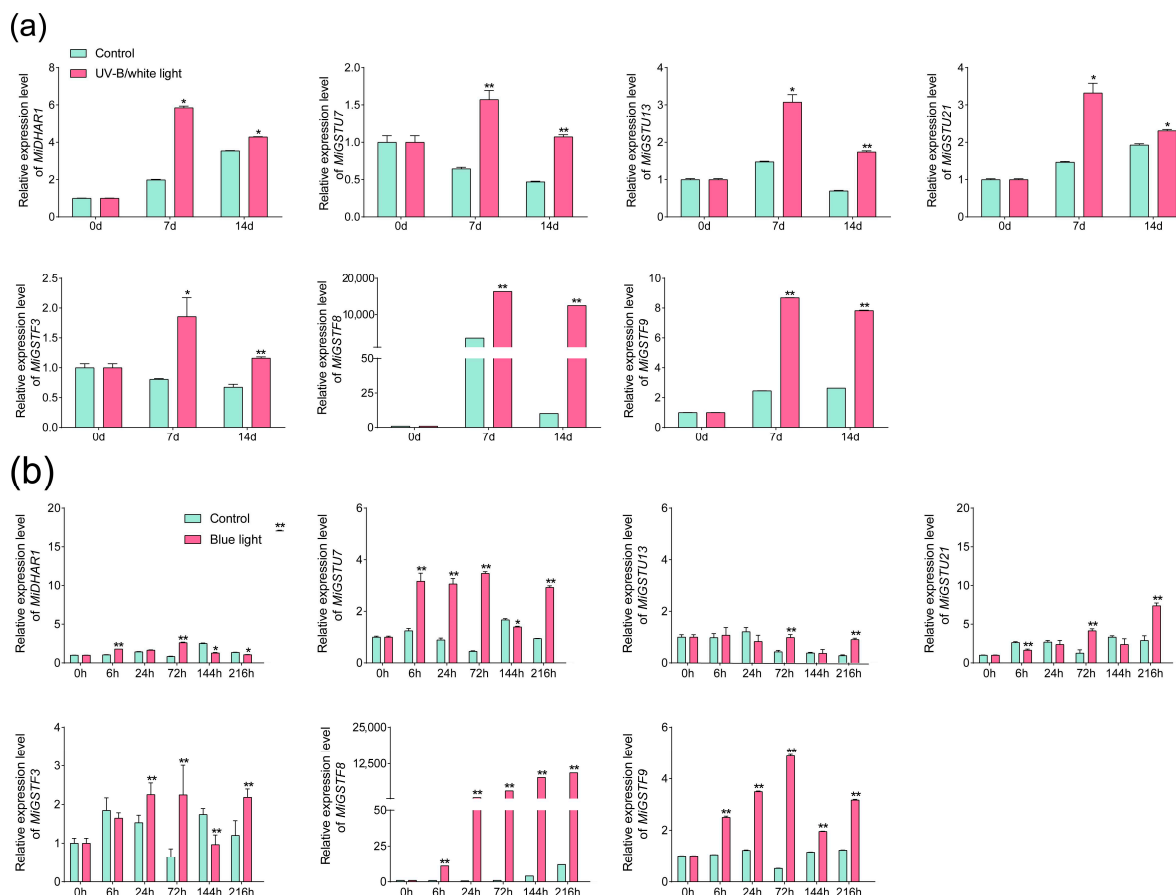 (a)
Control
UV-B/white light
Relative expression level
of MiDHAR1
8
6
4
2
0
0d
7d
14d
*
*
Relative expression level
of MiGSTU7
2.0
1.5
1.0
0.5
0.0
0d
7d
14d
**
**
Relative expression level
of MiGSTU13
4
3
2
1
0
0d
7d
14d
*
**
Relative expression level
of MiGSTU21
4
3
2
1
0
0d
7d
14d
*
*
Relative expression level
of MiGSTF3
2.5
2.0
1.5
1.0
0.5
0.0
0d
7d
14d
*
**
Relative expression level
of MiGSTF8
20,000
10,000
50
25
0
0d
7d
14d
**
**
Relative expression level
of MiGSTF9
10
8
6
4
2
0
0d
7d
14d
**
**
(b)
Control
Blue light
**
Relative expression level
of MiDHAR1
20
15
10
5
0
0h
6h
24h
72h
144h
216h
**
**
*
*
Relative expression level
of MiGSTU7
6
4
2
0
0h
6h
24h
72h
144h
216h
**
**
**
*
**
Relative expression level
of MiGSTU13
6
4
2
0
0h
6h
24h
72h
144h
216h
**
**
Relative expression level
of MiGSTU21
20
15
10
5
0
0h
6h
24h
72h
144h
216h
**
**
**
Relative expression level
of MiGSTF3
4
3
2
1
0
0h
6h
24h
72h
144h
216h
**
**
**
**
Relative expression level
of MiGSTF8
25,000
12,500
50
25
0
0h
6h
24h
72h
144h
216h
**
**
**
**
**
Relative expression level
of MiGSTF9
6
4
2
0
0h
6h
24h
72h
144h
216h
**
**
**
**
**